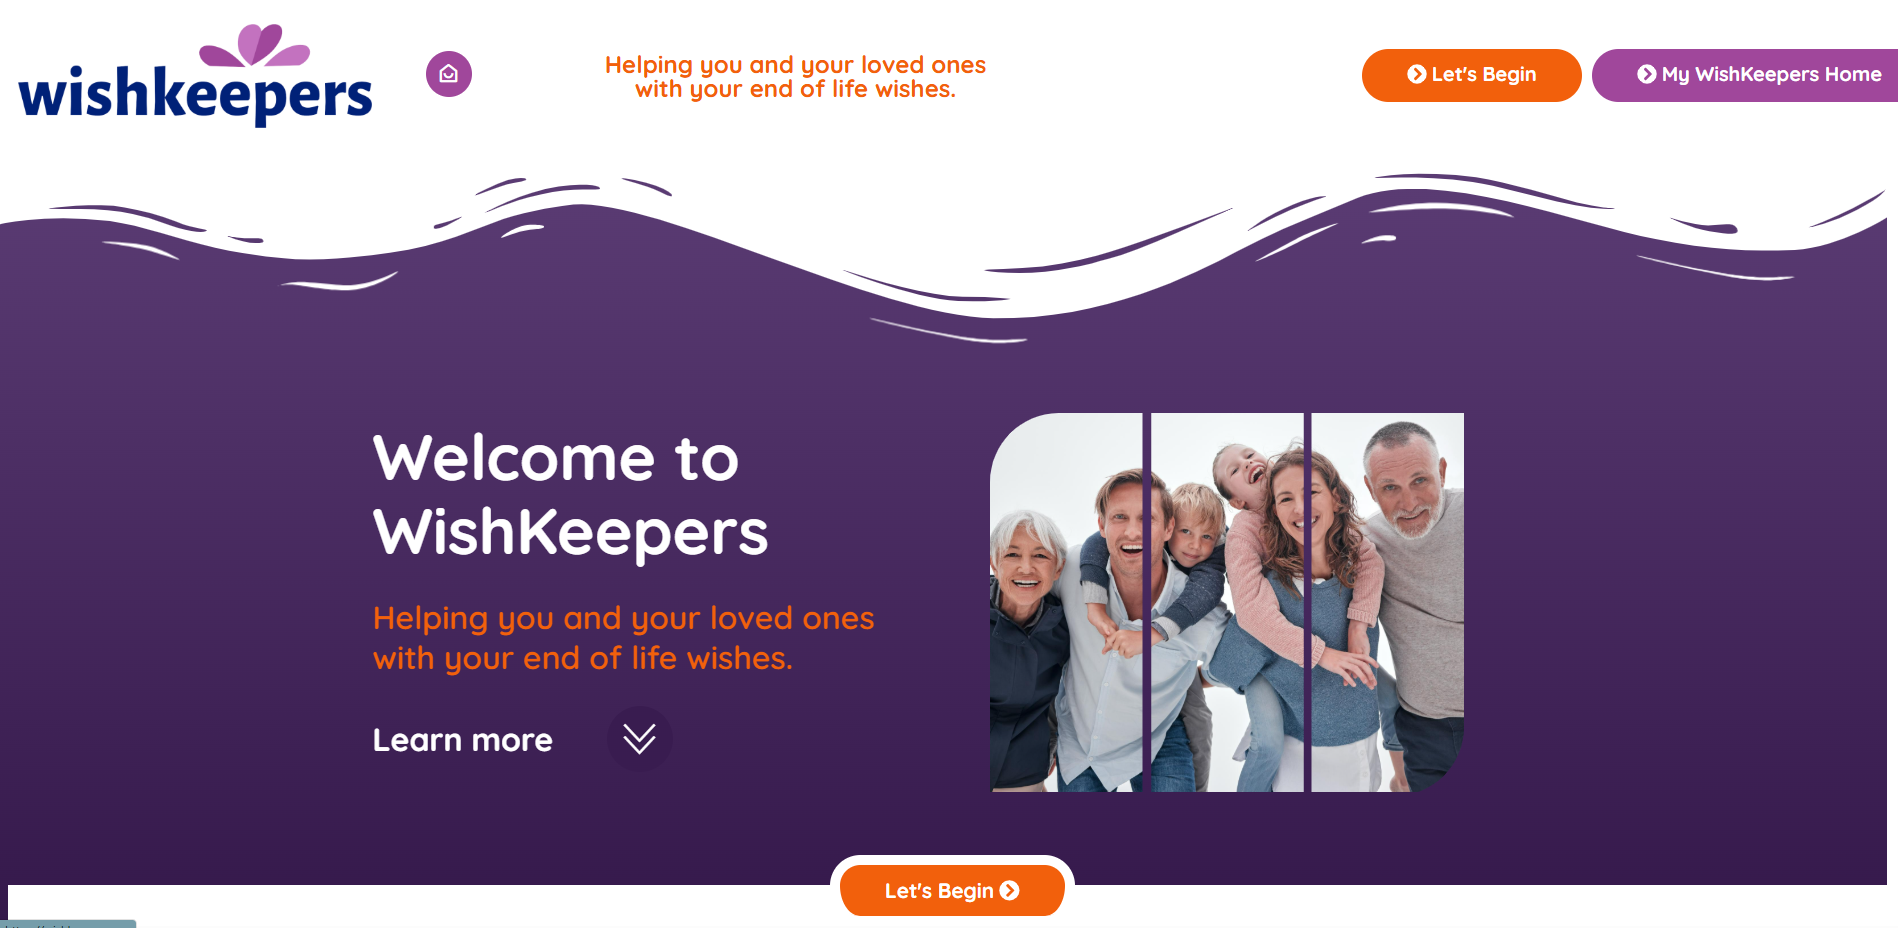 wishkeepers
Helping you and your loved ones
with your end of life wishes.
Let's Begin
My WishKeepers Home
Welcome to
WishKeepers
Helping you and your loved ones
with your end of life wishes.
Learn more
Let's Begin